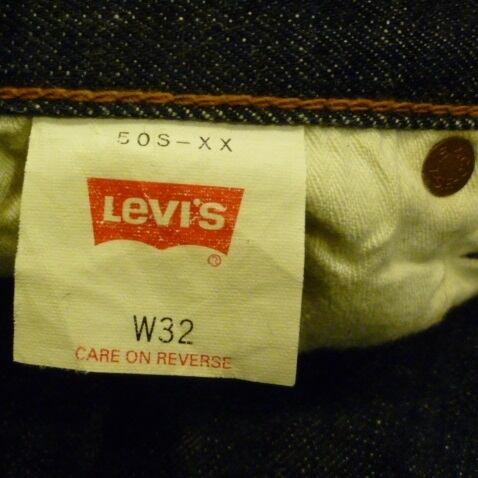 50S-XX
LEVI'S
®
W32
CARE ON REVERSE